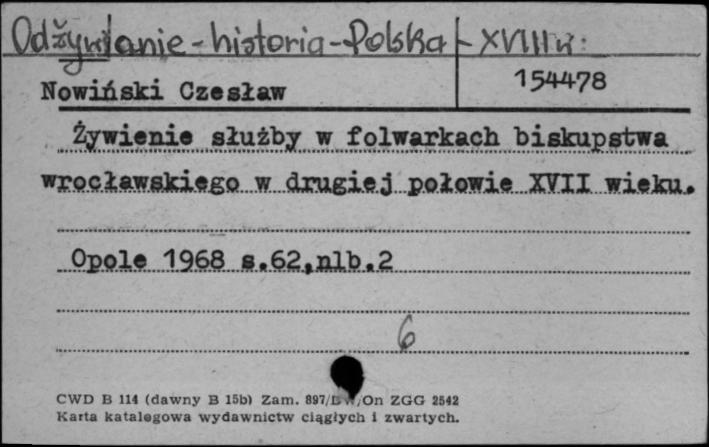 Odżywianie - historia - Polska - XVIII w.
Nowiński Czesław
154478
Żywienie służby w folwarkach biskupstwa
wrocławskiego w drugiej połowie XVII wieku.
Opole 1968 s.62,nlb.2
6
CWD B 114 (dawny B 15b) Zam. 897/ /On ZGG 2542
Karta katalogowa wydawnictw ciągłych i zwartych.